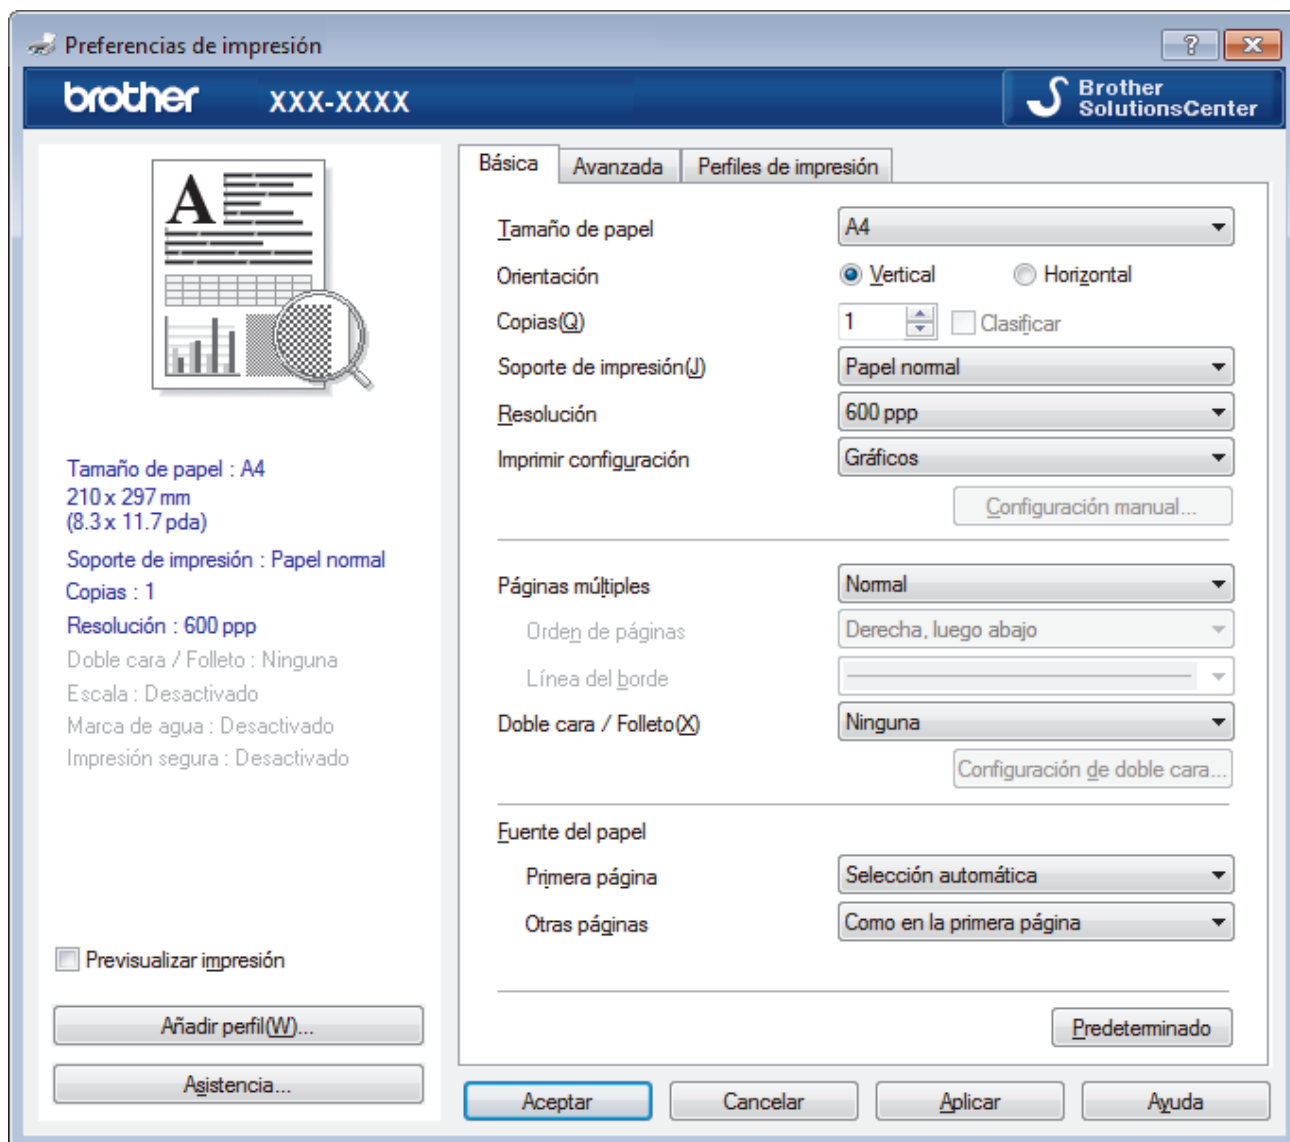 Preferencias de impresión
brother XXX-XXXX
Brother
SolutionsCenter
A
Tamaño de papel : A4
210 x 297 mm
(8.3 x 11.7 pda)
Soporte de impresión : Papel normal
Copias : 1
Resolución : 600 ppp
Doble cara / Folleto : Ninguna
Escala : Desactivado
Marca de agua : Desactivado
Impresión segura : Desactivado
Previsualizar impresión
Añadir perfil(W)...
Asistencia...
Básica Avanzada Perfiles de impresión
Tamaño de papel A4
Orientación Vertical Horizontal
Copias(Q) 1 Clasificar
Soporte de impresión(J) Papel normal
Resolución 600 ppp
Imprimir configuración Gráficos
Configuración manual...
Páginas múltiples Normal
Orden de páginas Derecha, luego abajo
Línea del borde
Doble cara / Folleto(X) Ninguna
Configuración de doble cara...
Fuente del papel
Primera página Selección automática
Otras páginas Como en la primera página
Predeterminado
Aceptar Cancelar Aplicar Ayuda